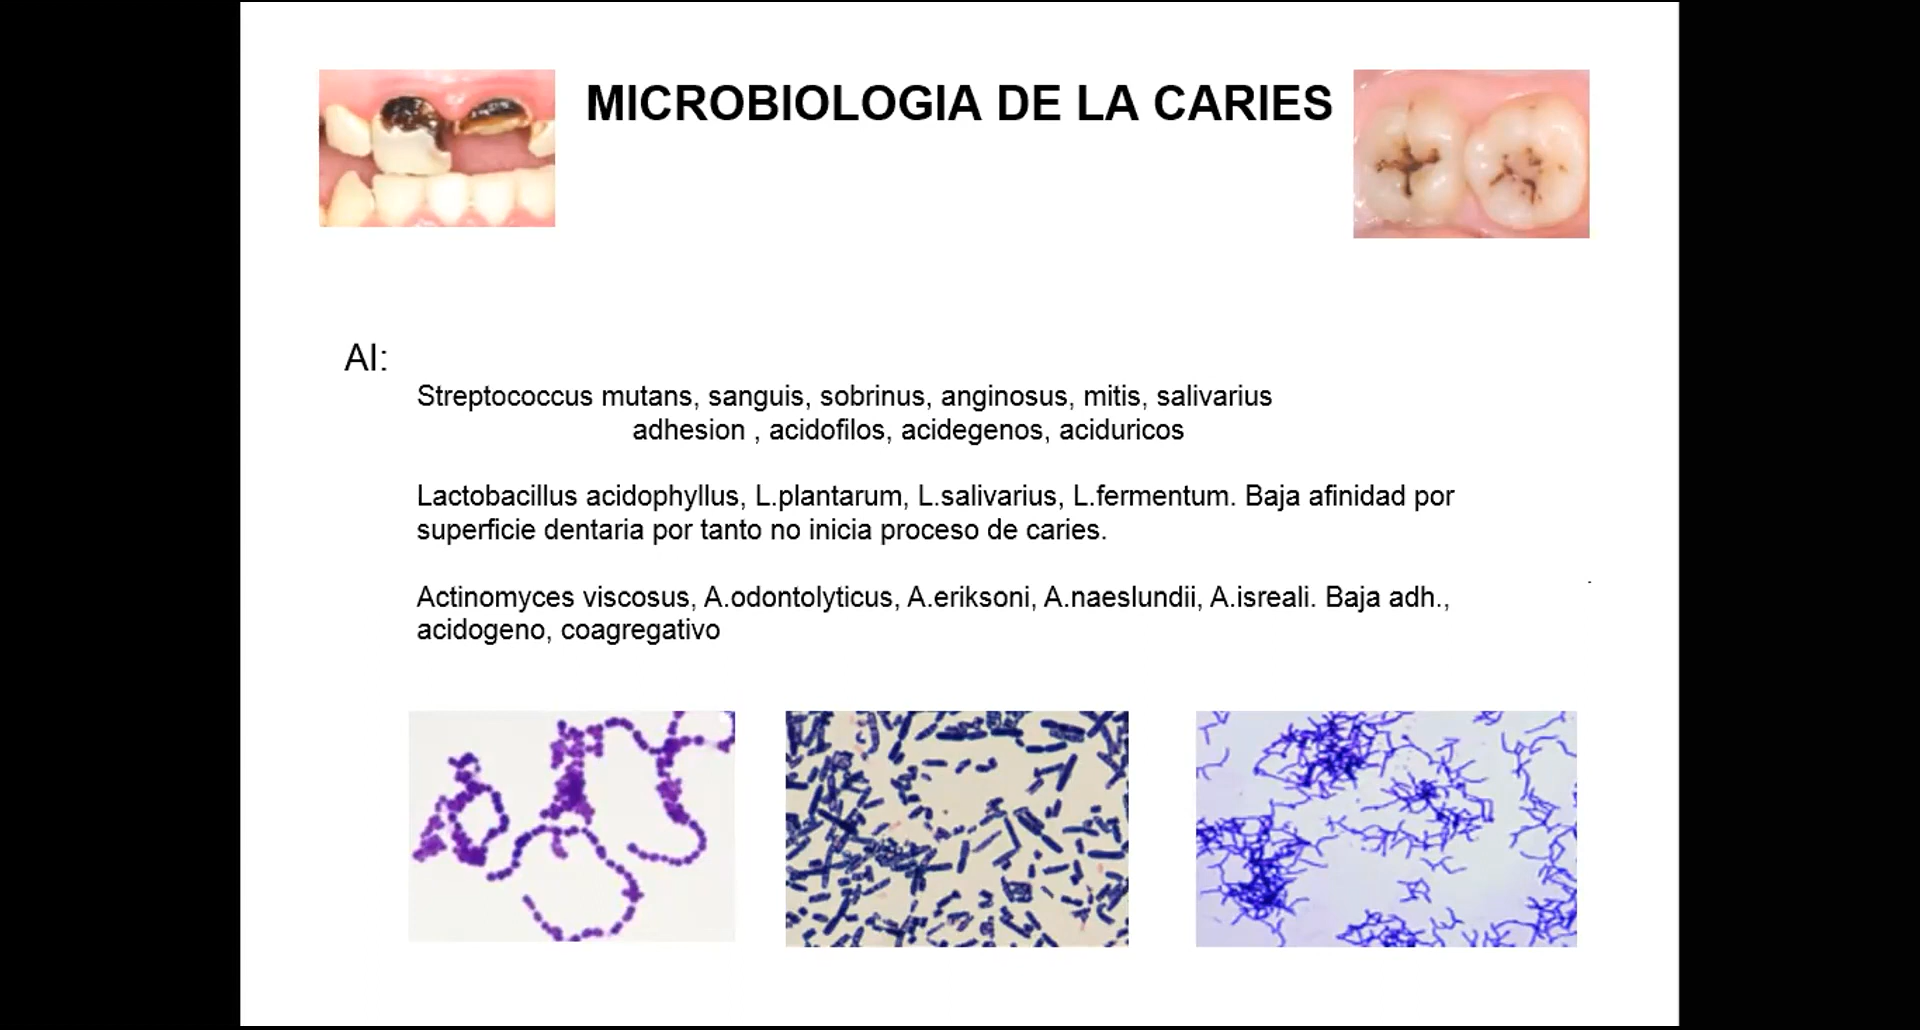 MICROBIOLOGIA DE LA CARIES
AI:
Streptococcus mutans, sanguis, sobrinus, anginosus, mitis, salivarius
adhesion , acidofilos, acidegenos, aciduricos
Lactobacillus acidophyllus, L.plantarum, L.salivarius, L.fermentum. Baja afinidad por
superficie dentaria por tanto no inicia proceso de caries.
Actinomyces viscosus, A.odontolyticus, A.eriksoni, A.naeslundii, A.isreali. Baja adh.,
acidogeno, coagregativo